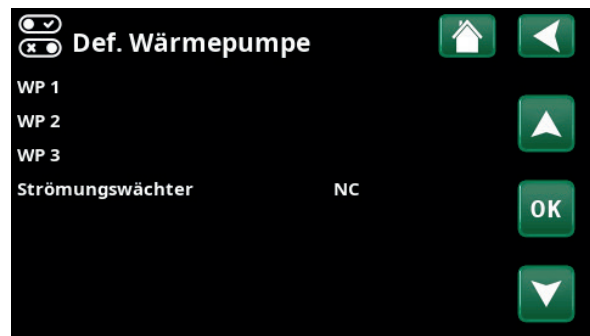 Def. Wärmepumpe
WP 1
WP 2
WP 3
Strömungswächter NC
OK